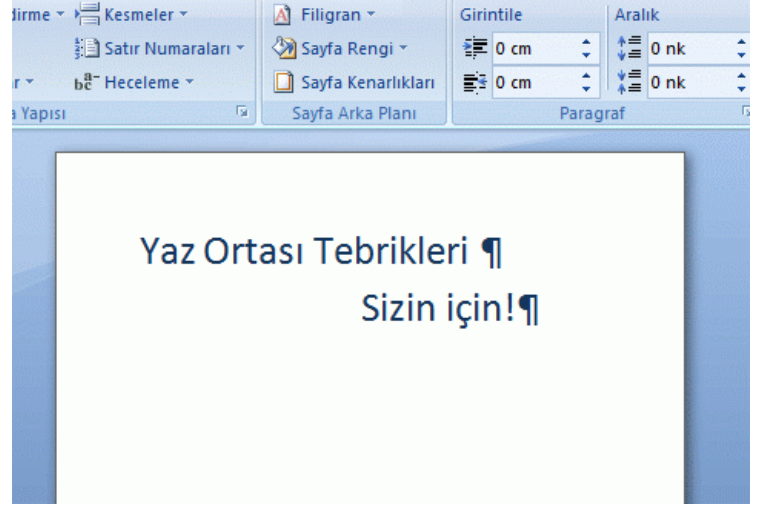 dirme Kesmeler Filigran Girintile Aralık
Satır Numaraları Sayfa Rengi 0 cm 0 nk
r Heceleme Sayfa Kenarlıkları 0 cm 0 nk
a Yapısı Sayfa Arka Planı Paragraf
Yaz Ortası Tebrikleri ¶
Sizin için!¶